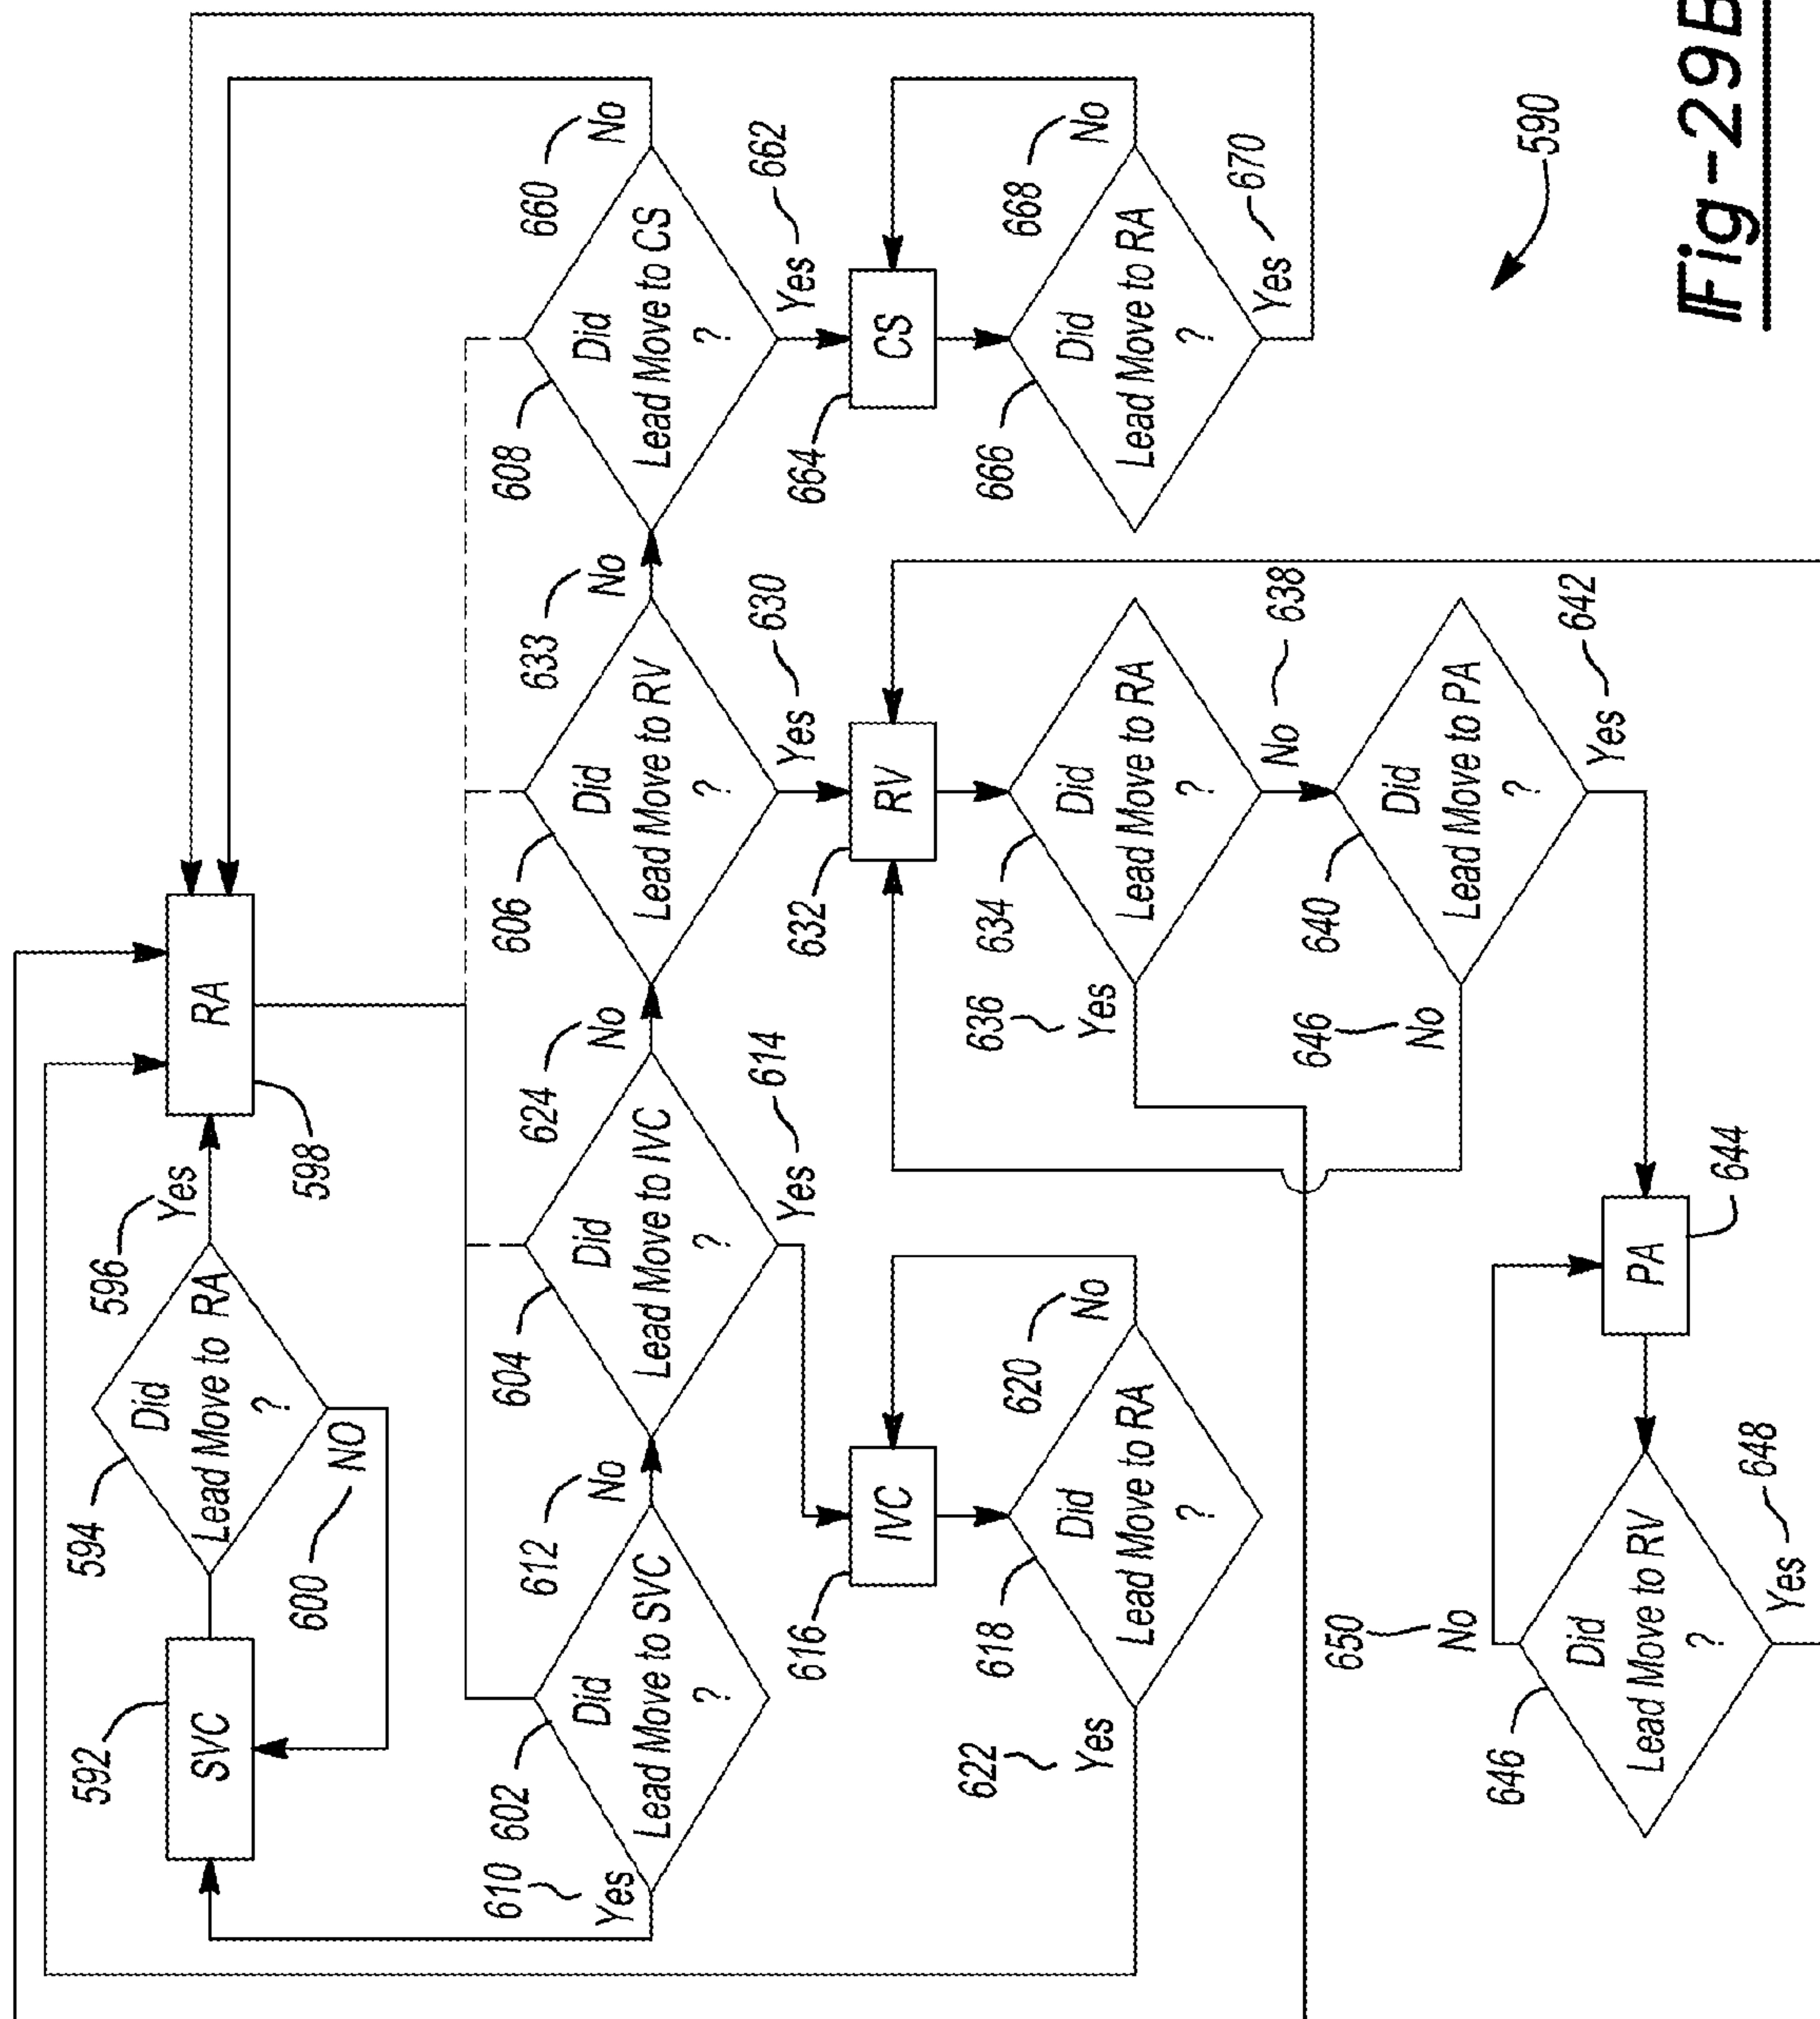 592
SVC
594
Did
Lead Move to RA
?
596
Yes
600
NO
RA
598
610
Yes
602
Did
Lead Move to SVC
?
612
No
604
Did
Lead Move to IVC
?
624
No
614
Yes
606
Did
Lead Move to RV
?
633
No
630
Yes
608
Did
Lead Move to CS
?
660
No
662
Yes
616
IVC
618
Did
Lead Move to RA
?
620
No
622
Yes
632
RV
634
Did
Lead Move to RA
?
636
Yes
638
No
640
Did
Lead Move to PA
?
646
No
642
Yes
664
CS
666
Did
Lead Move to RA
?
668
No
670
Yes
650
No
646
Did
Lead Move to RV
?
648
Yes
PA
644
590
Fig-29B